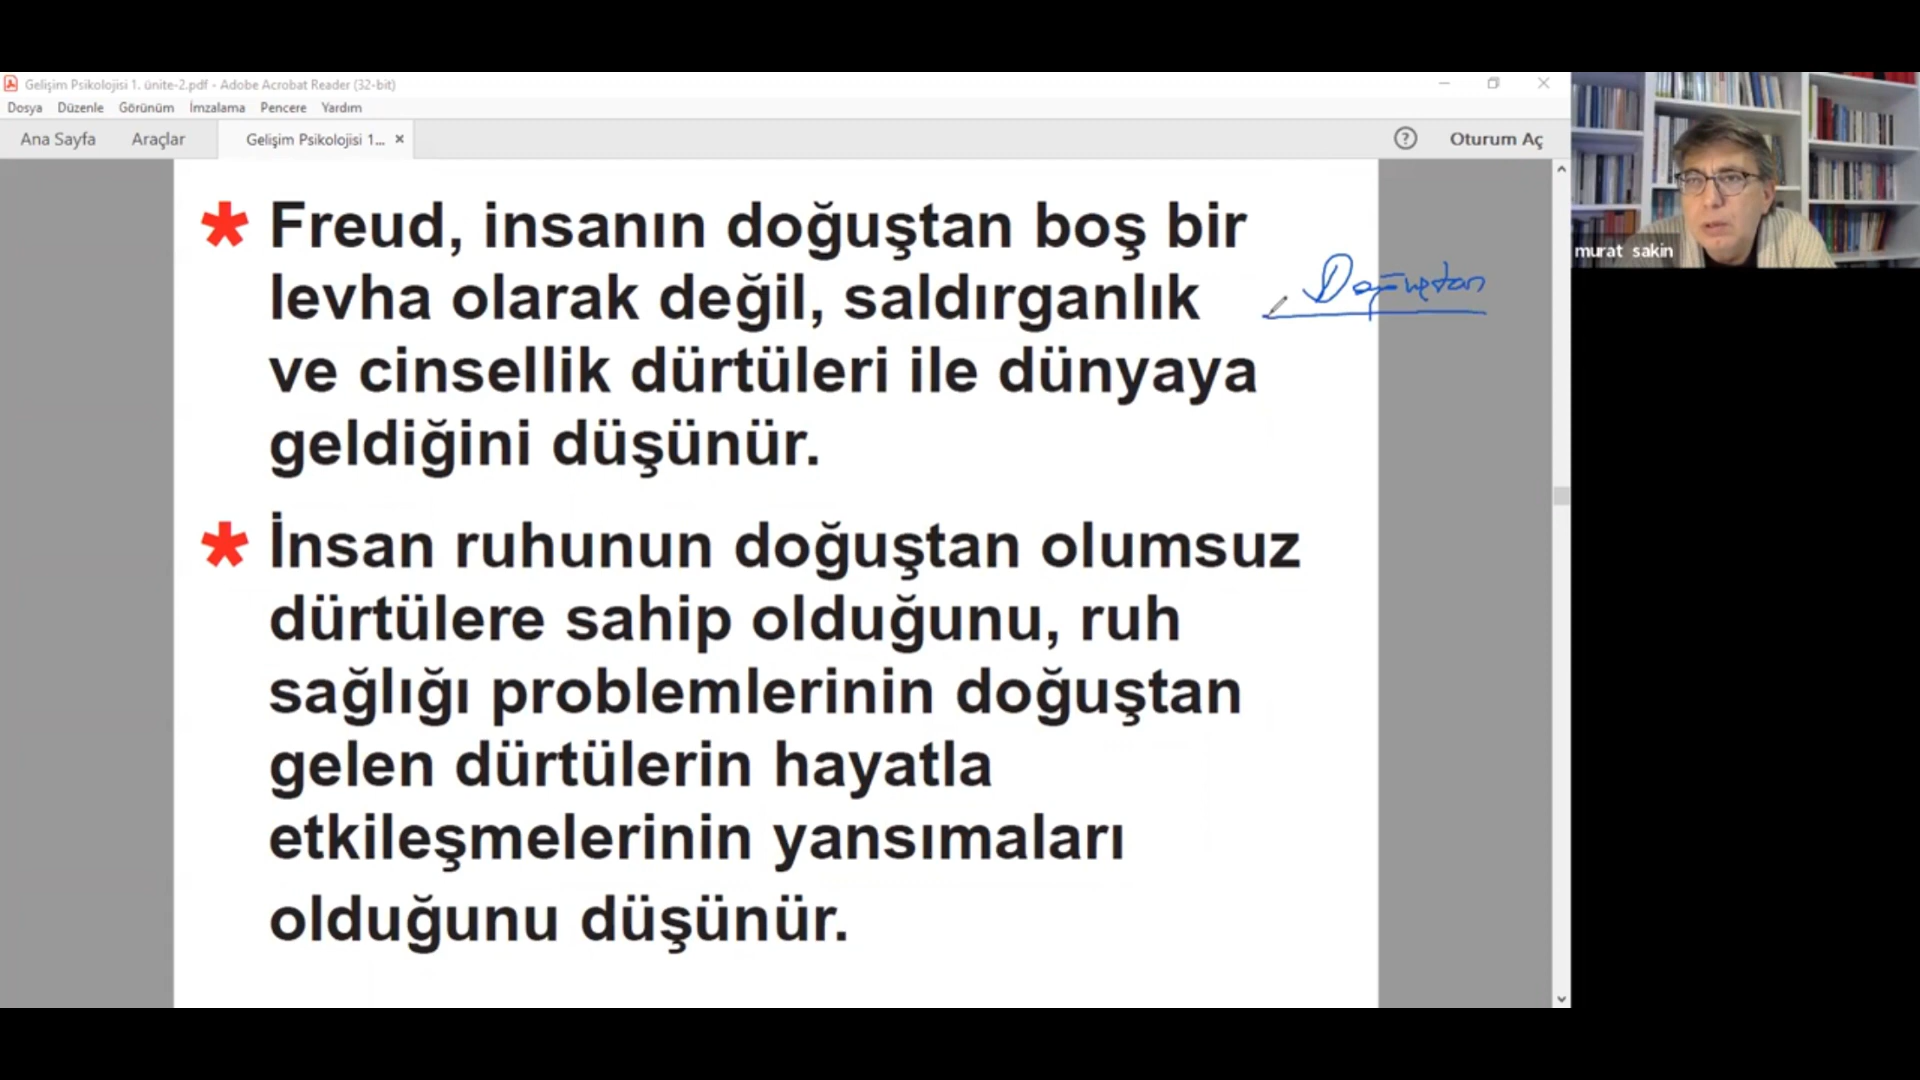 Gelişim Psikolojisi 1. ünite-2.pdf - Adobe Acrobat Reader (32-bit)
Dosya Düzenle Görünüm İmzalama Pencere Yardım
Ana Sayfa Araçlar Gelişim Psikolojisi 1... × ? Oturum Aç
* Freud, insanın doğuştan boş bir
levha olarak değil, saldırganlık
ve cinsellik dürtüleri ile dünyaya
geldiğini düşünür.
Doğuştan
* İnsan ruhunun doğuştan olumsuz
dürtülere sahip olduğunu, ruh
sağlığı problemlerinin doğuştan
gelen dürtülerin hayatla
etkileşmelerinin yansımaları
olduğunu düşünür.
murat sakin